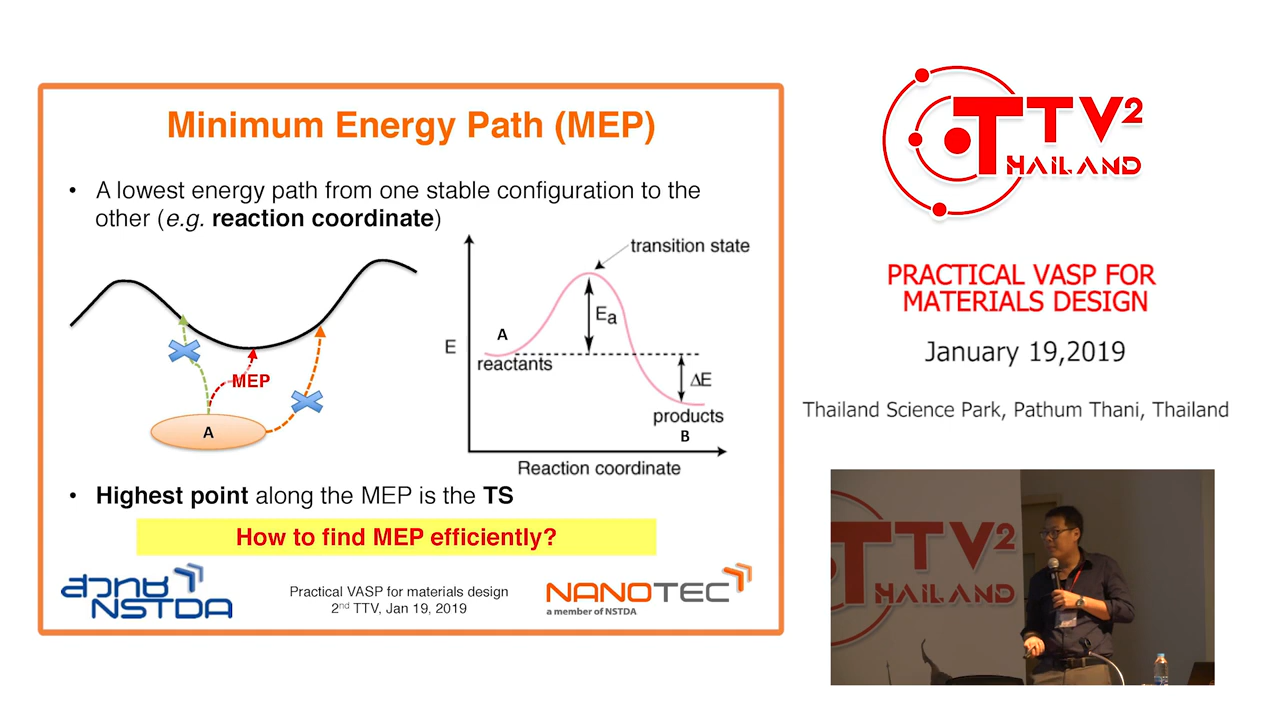 Minimum Energy Path (MEP)
• A lowest energy path from one stable configuration to the
other (e.g. reaction coordinate)
MEP
A
transition state
Ea
A
E
reactants
ΔE
products
B
Reaction coordinate
• Highest point along the MEP is the TS
How to find MEP efficiently?
สวทช
NSTDA
Practical VASP for materials design
2nd TTV, Jan 19, 2019
NANOTEC
a member of NSTDA
TTV2
THAILAND
PRACTICAL VASP FOR
MATERIALS DESIGN
January 19,2019
Thailand Science Park, Pathum Thani, Thailand
TTV2
THAILAND